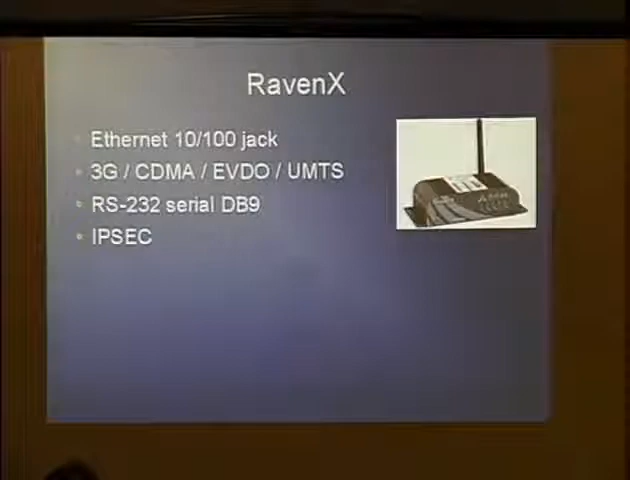 RavenX
Ethernet 10/100 jack
3G / CDMA / EVDO / UMTS
RS-232 serial DB9
IPSEC